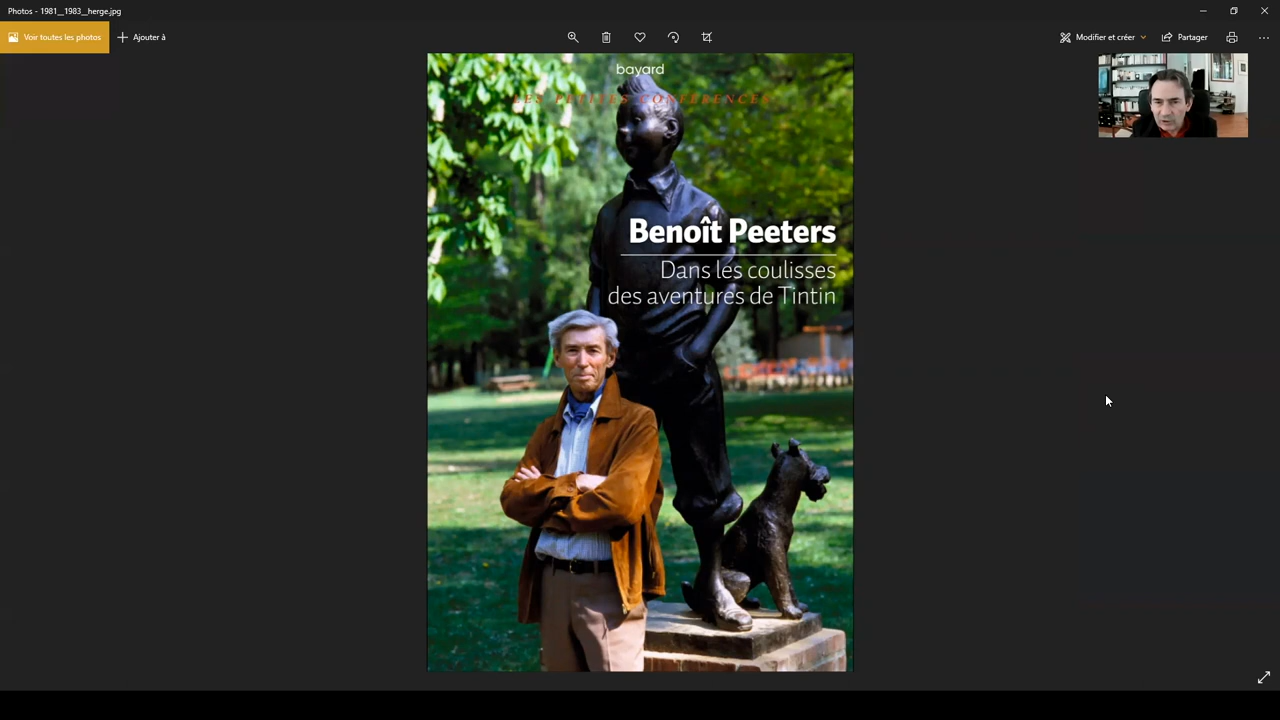 Photos - 1981__1983__herge.jpg
Voir toutes les photos
Ajouter à
Modifier et créer
Partager
bayard
LES PETITES CONFÉRENCES
Benoît Peeters
Dans les coulisses
des aventures de Tintin